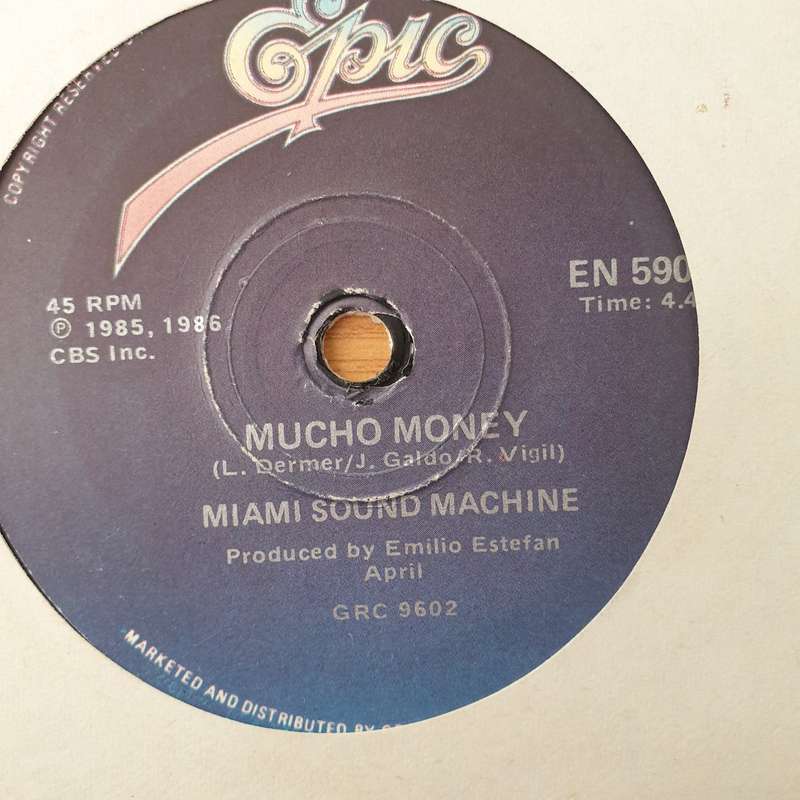 Epic
COPYRIGHT RESERVED
45 RPM
℗ 1985, 1986
CBS Inc.
EN 590
Time: 4.4
MUCHO MONEY
(L. Dermer/J. Galdo/R. Vigil)
MIAMI SOUND MACHINE
Produced by Emilio Estefan
April
GRC 9602
MARKETED AND DISTRIBUTED BY